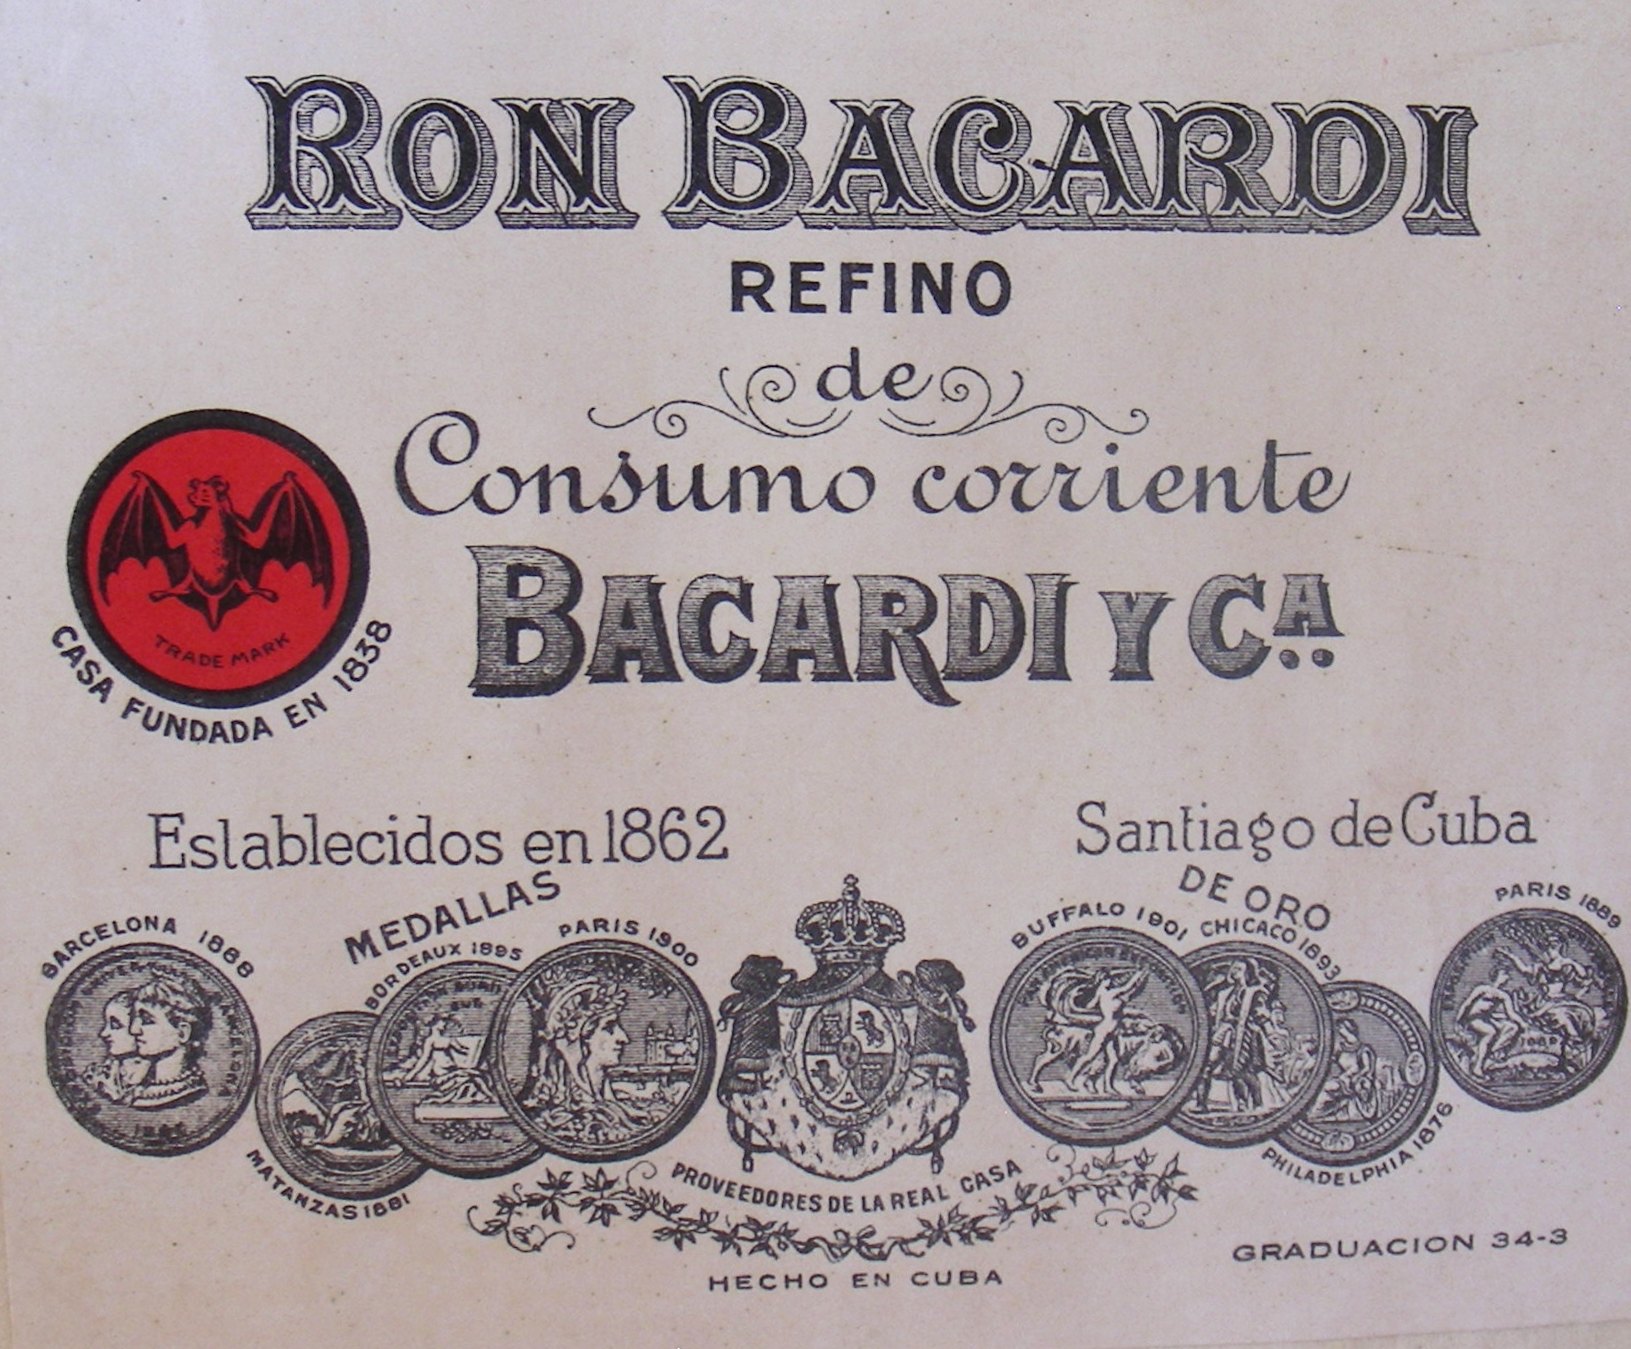 RON BACARDI
REFINO
de
Consumo corriente
BACARDI Y CA.
TRADE MARK
CASA FUNDADA EN 1838
Establecidos en 1862
Santiago de Cuba
MEDALLAS
DE ORO
BARCELONA 1888
MATANZAS 1881
BORDEAUX 1895
PARIS 1900
BUFFALO 1901
CHICAGO 1893
PHILADELPHIA 1876
PARIS 1889
PROVEEDORES DE LA REAL CASA
GRADUACION 34-3
HECHO EN CUBA